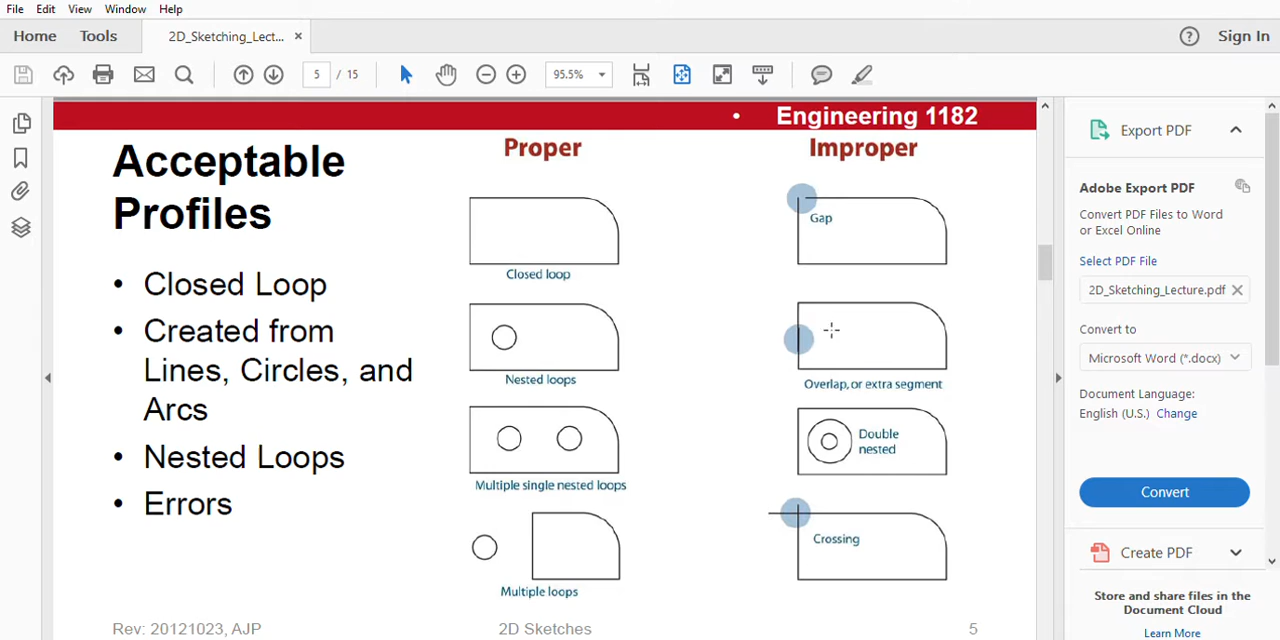 File Edit View Window Help
Home Tools 2D_Sketching_Lect... × ? Sign In
5 / 15 95.5%
• Engineering 1182
Acceptable
Profiles
• Closed Loop
• Created from
Lines, Circles, and
Arcs
• Nested Loops
• Errors
Proper
Closed loop
Nested loops
Multiple single nested loops
Multiple loops
Improper
Gap
Overlap, or extra segment
Double
nested
Crossing
Rev: 20121023, AJP 2D Sketches 5
Export PDF
Adobe Export PDF
Convert PDF Files to Word
or Excel Online
Select PDF File
2D_Sketching_Lecture.pdf ×
Convert to
Microsoft Word (*.docx)
Document Language:
English (U.S.) Change
Convert
Create PDF
Store and share files in the
Document Cloud
Learn More